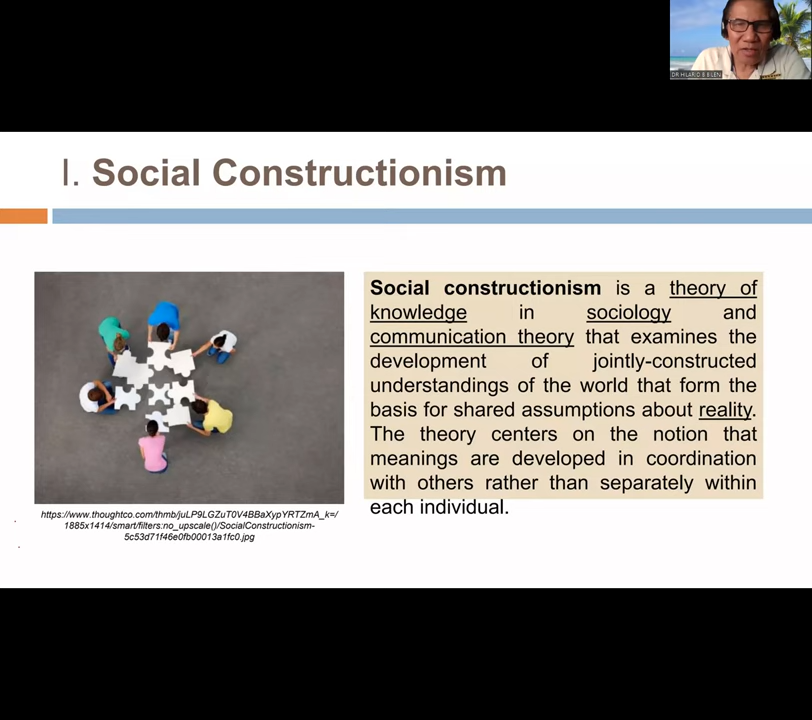 DR HILARIO B BILEN
I. Social Constructionism
Social constructionism is a theory of
knowledge in sociology and
communication theory that examines the
development of jointly-constructed
understandings of the world that form the
basis for shared assumptions about reality.
The theory centers on the notion that
meanings are developed in coordination
with others rather than separately within
each individual.
https://www.thoughtco.com/thmb/juLP9LGZuT0V4BBaXypYRTZmA_k=/
1885x1414/smart/filters:no_upscale()/SocialConstructionism-
5c53d71f46e0fb00013a1fc0.jpg